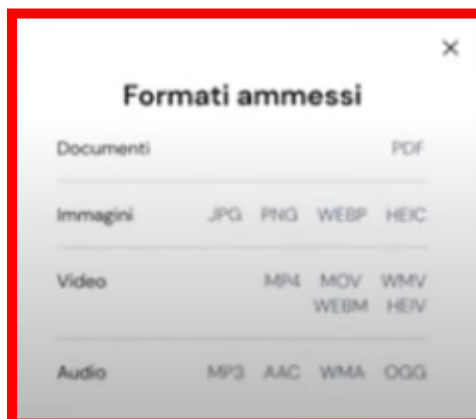 Formati ammessi
Documenti PDF
Immagini JPG PNG WEBP HEIC
Video MP4 MOV WMV
WEBM HEIV
Audio MP3 AAC WMA OGG